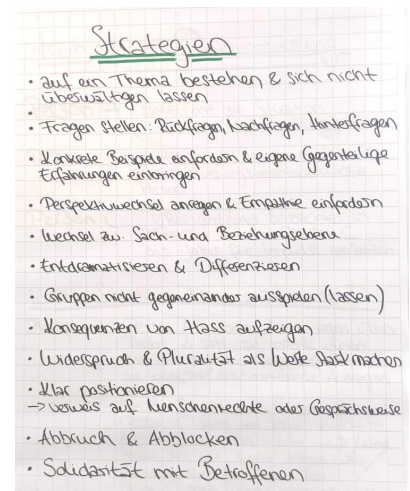 Strategien
• auf ein Thema bestehen & sich nicht
überwältigen lassen
•
• Fragen stellen: Rückfragen, Nachfragen, Hinterfragen
• Konkrete Beispiele einfordern & eigene Gegenteilige
Erfahrungen einbringen
• Perspektivwechsel anregen & Empathie einfordern
• Wechsel zw. Sach- und Beziehungsebene
• Entdramatisieren & Differenzieren
• Gruppen nicht gegeneinander ausspielen (lassen)
• Konsequenzen von Hass aufzeigen
• Widerspruch & Pluralität als Werte stark machen
• Klar positionieren
→ Verweis auf Menschenrechte oder Gesprächsweise
• Abbruch & Abblocken
• Solidarität mit Betroffenen